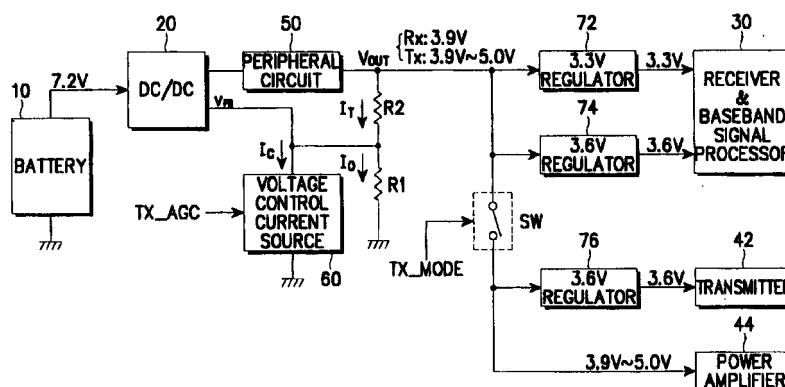 20
50
10
7.2V
DC/DC
PERIPHERAL
CIRCUIT
VOUT
Rx: 3.9V
Tx: 3.9V~5.0V
72
3.3V
REGULATOR
3.3V
30
RECEIVER
&
BASEBAND
SIGNAL
PROCESSOR
VFB
IT
R2
74
3.6V
REGULATOR
3.6V
BATTERY
IC
IO
R1
VOLTAGE
CONTROL
CURRENT
SOURCE
TX_AGC
60
SW
TX_MODE
76
3.6V
REGULATOR
3.6V
42
TRANSMITTER
44
3.9V~5.0V
POWER
AMPLIFIER